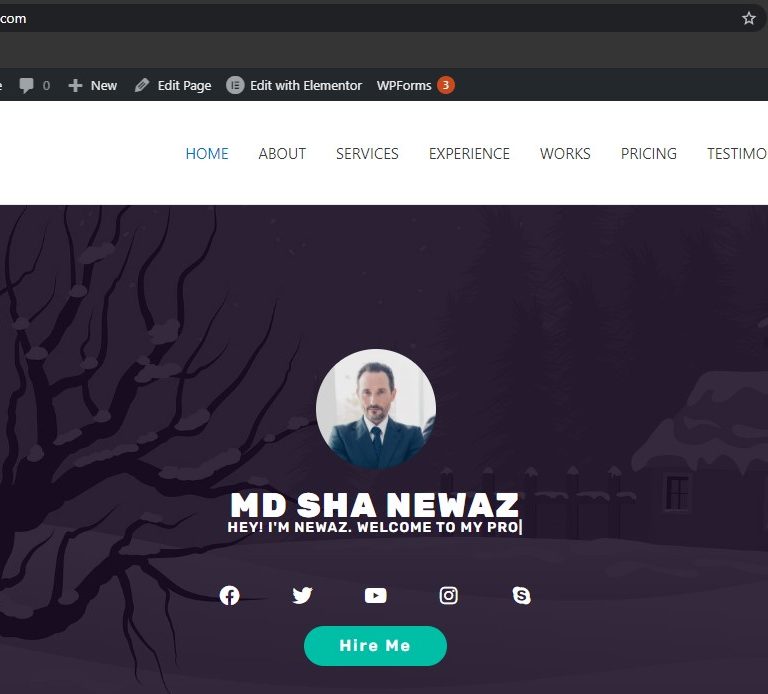 com
0 New Edit Page Edit with Elementor WPForms 3
HOME ABOUT SERVICES EXPERIENCE WORKS PRICING TESTIMO
MD SHA NEWAZ
HEY! I'M NEWAZ. WELCOME TO MY PRO
Hire Me